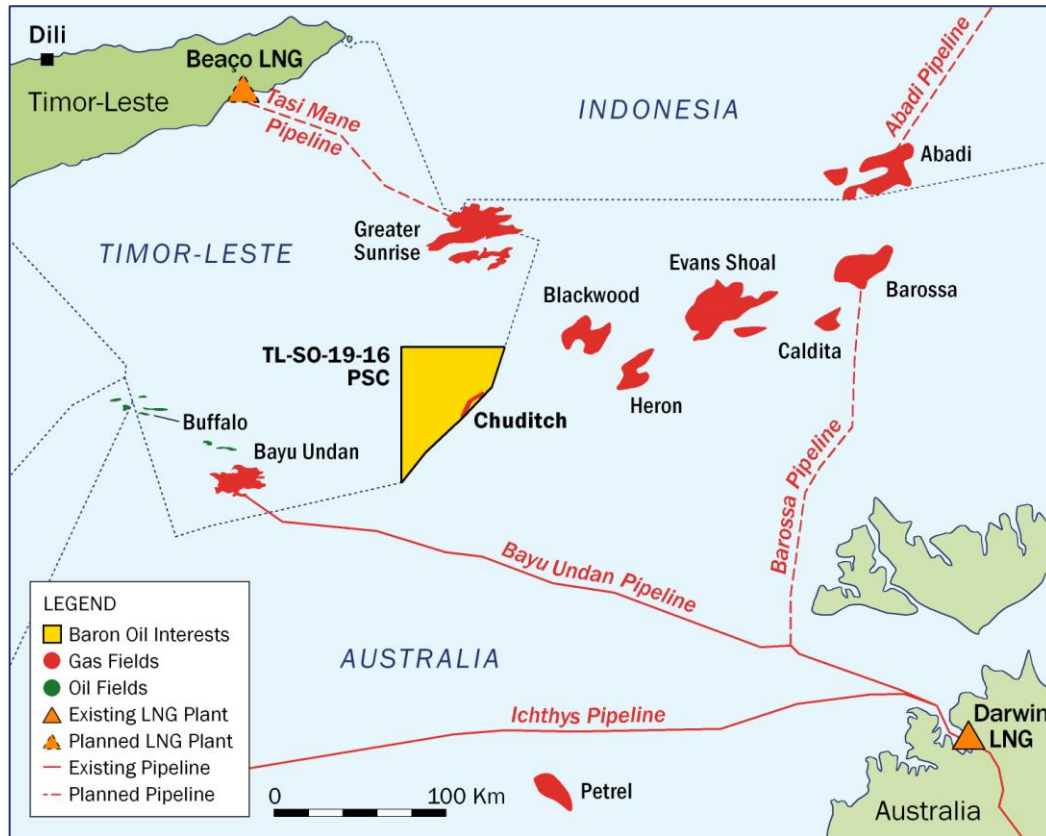 Dili
Beaço LNG
Timor-Leste
Tasi Mane
Pipeline
INDONESIA
Abadi Pipeline
Abadi
Greater
Sunrise
TIMOR-LESTE
Evans Shoal
Barossa
Blackwood
Caldita
Heron
TL-SO-19-16
PSC
Chuditch
Buffalo
Bayu Undan
Barossa Pipeline
Bayu Undan Pipeline
AUSTRALIA
Ichthys Pipeline
Darwin
LNG
Petrel
Australia
LEGEND
Baron Oil Interests
Gas Fields
Oil Fields
Existing LNG Plant
Planned LNG Plant
Existing Pipeline
Planned Pipeline
0 100 Km